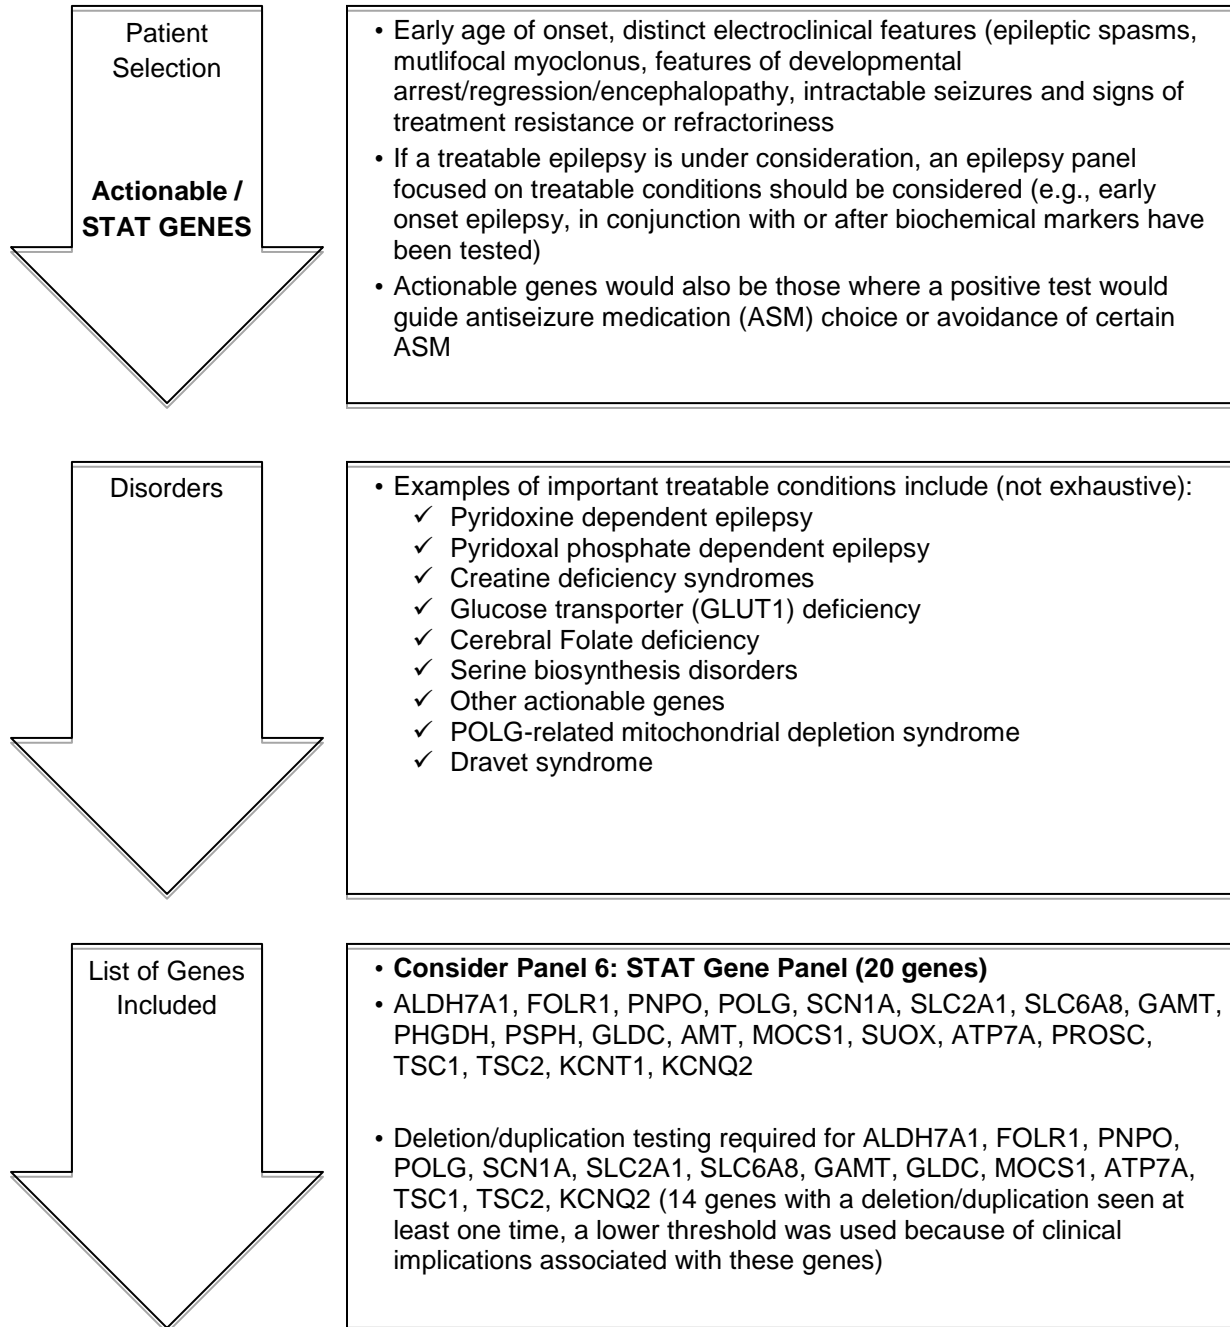 Patient
Selection
Actionable /
STAT GENES
• Early age of onset, distinct electroclinical features (epileptic spasms,
mutlifocal myoclonus, features of developmental
arrest/regression/encephalopathy, intractable seizures and signs of
treatment resistance or refractoriness
• If a treatable epilepsy is under consideration, an epilepsy panel
focused on treatable conditions should be considered (e.g., early
onset epilepsy, in conjunction with or after biochemical markers have
been tested)
• Actionable genes would also be those where a positive test would
guide antiseizure medication (ASM) choice or avoidance of certain
ASM
Disorders
• Examples of important treatable conditions include (not exhaustive):
✓ Pyridoxine dependent epilepsy
✓ Pyridoxal phosphate dependent epilepsy
✓ Creatine deficiency syndromes
✓ Glucose transporter (GLUT1) deficiency
✓ Cerebral Folate deficiency
✓ Serine biosynthesis disorders
✓ Other actionable genes
✓ POLG-related mitochondrial depletion syndrome
✓ Dravet syndrome
List of Genes
Included
• Consider Panel 6: STAT Gene Panel (20 genes)
• ALDH7A1, FOLR1, PNPO, POLG, SCN1A, SLC2A1, SLC6A8, GAMT,
PHGDH, PSPH, GLDC, AMT, MOCS1, SUOX, ATP7A, PROSC,
TSC1, TSC2, KCNT1, KCNQ2
• Deletion/duplication testing required for ALDH7A1, FOLR1, PNPO,
POLG, SCN1A, SLC2A1, SLC6A8, GAMT, GLDC, MOCS1, ATP7A,
TSC1, TSC2, KCNQ2 (14 genes with a deletion/duplication seen at
least one time, a lower threshold was used because of clinical
implications associated with these genes)